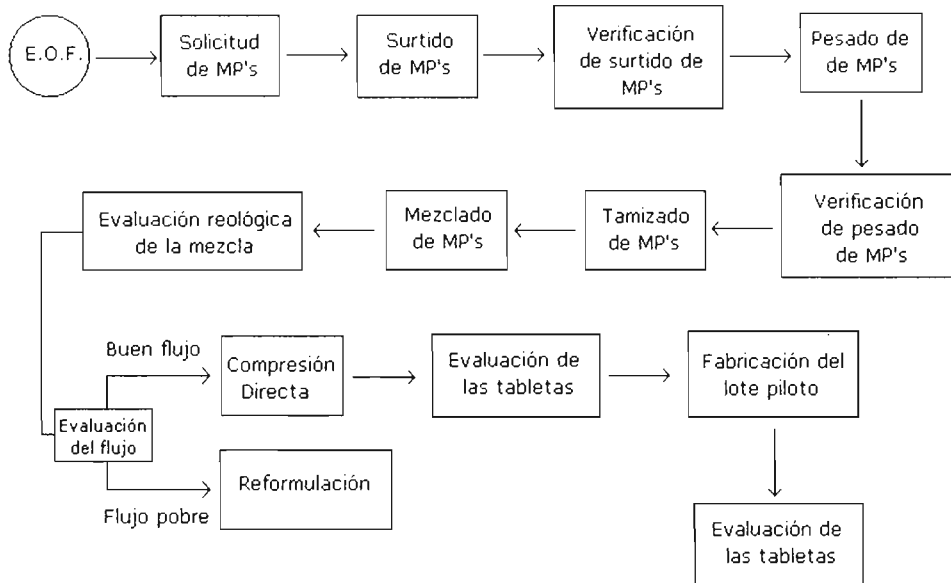 E.O.F.
Solicitud
de MP's
Surtido
de MP's
Verificación
de surtido de
MP's
Pesado de
de MP's
Verificación
de pesado
de MP's
Tamizado
de MP's
Mezclado
de MP's
Evaluación reológica
de la mezcla
Evaluación
del flujo
Buen flujo
Compresión
Directa
Evaluación de
las tabletas
Fabricación del
lote piloto
Evaluación de
las tabletas
Flujo pobre
Reformulación